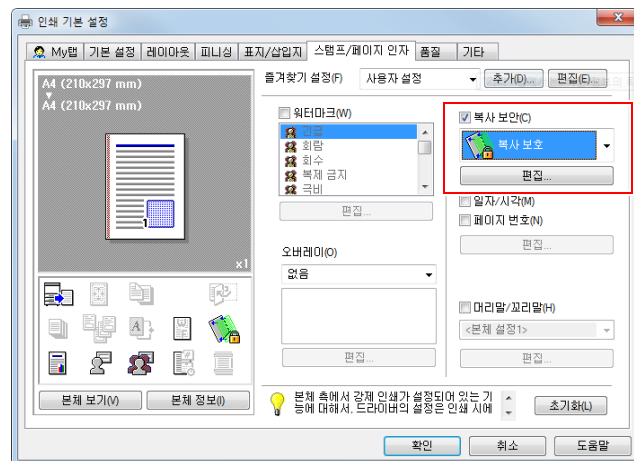 인쇄 기본 설정
My탭 기본 설정 레이아웃 피니싱 표지/삽입지 스탬프/페이지 인자 품질 기타
A4 (210x297 mm)
A4 (210x297 mm)
1
x1
본체 보기(V) 본체 정보(I)
즐겨찾기 설정(F) 사용자 설정 추가(D)... 편집(E)...
워터마크(W)
긴급
회람
회수
복제 금지
극비
편집...
오버레이(O)
없음
편집...
복사 보안(C)
복사 보호
편집...
일자/시각(M)
페이지 번호(N)
편집...
머리말/꼬리말(H)
<본체 설정1>
편집...
본체 측에서 강제 인쇄가 설정되어 있는 기
능에 대해서, 드라이버의 설정은 인쇄 시에
초기화(L)
확인 취소 도움말